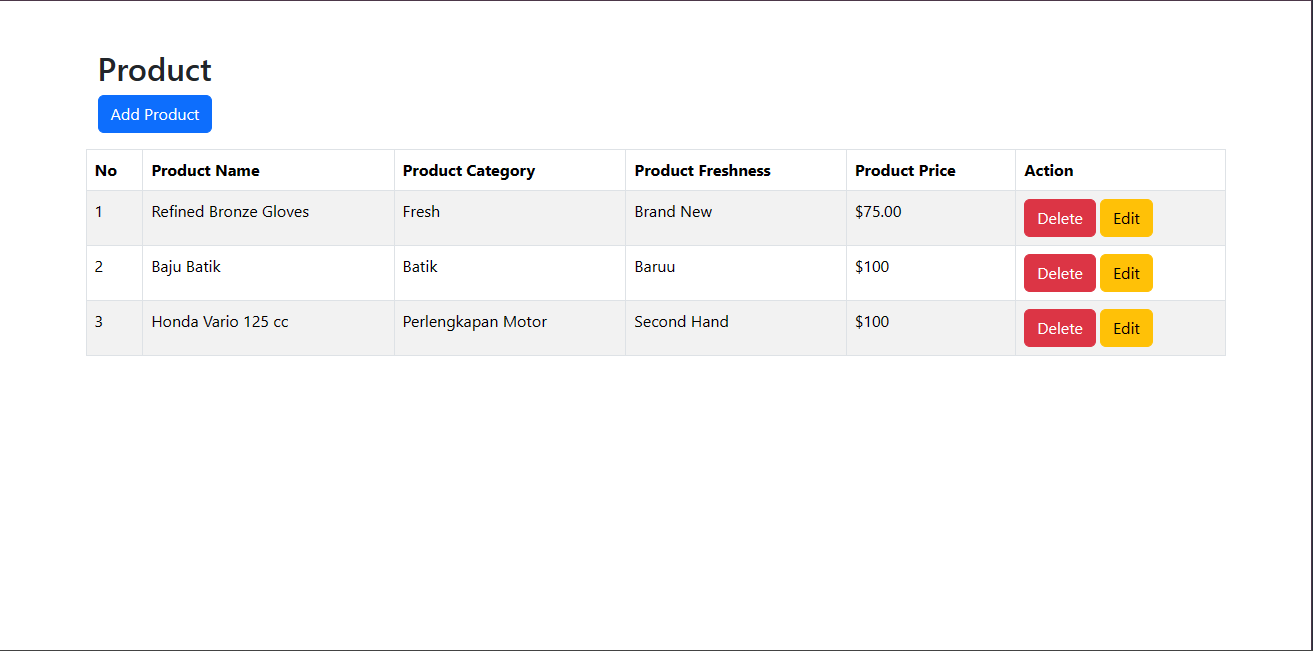 Product
Add Product
No Product Name Product Category Product Freshness Product Price Action
1 Refined Bronze Gloves Fresh Brand New $75.00 Delete Edit
2 Baju Batik Batik Baruu $100 Delete Edit
3 Honda Vario 125 cc Perlengkapan Motor Second Hand $100 Delete Edit